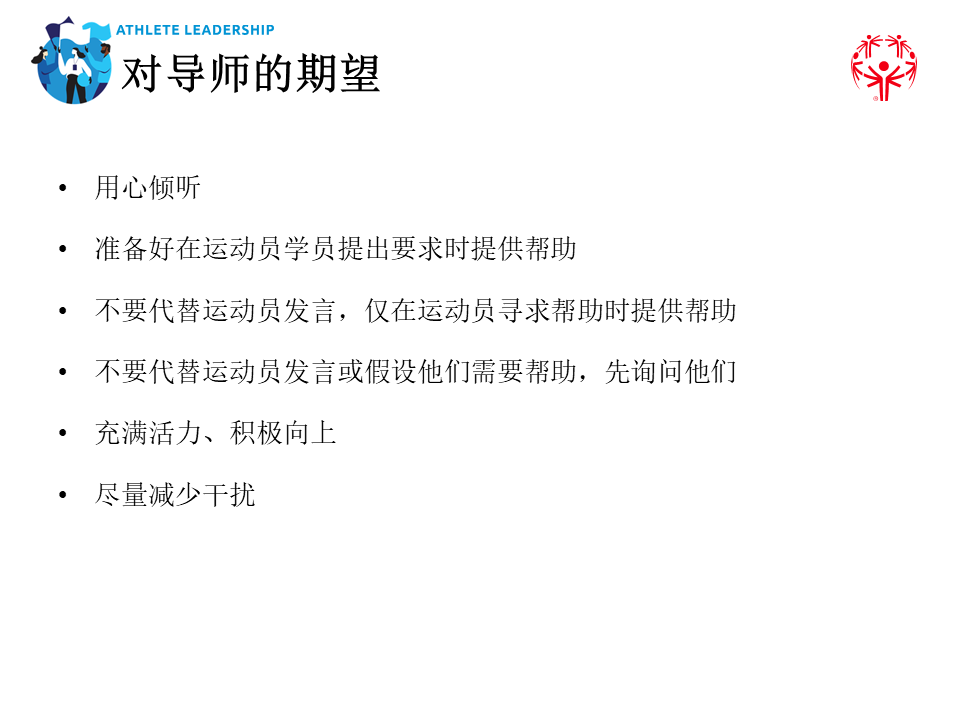 ATHLETE LEADERSHIP
对导师的期望
• 用心倾听
• 准备好在运动员学员提出要求时提供帮助
• 不要代替运动员发言，仅在运动员寻求帮助时提供帮助
• 不要代替运动员发言或假设他们需要帮助，先询问他们
• 充满活力、积极向上
• 尽量减少干扰